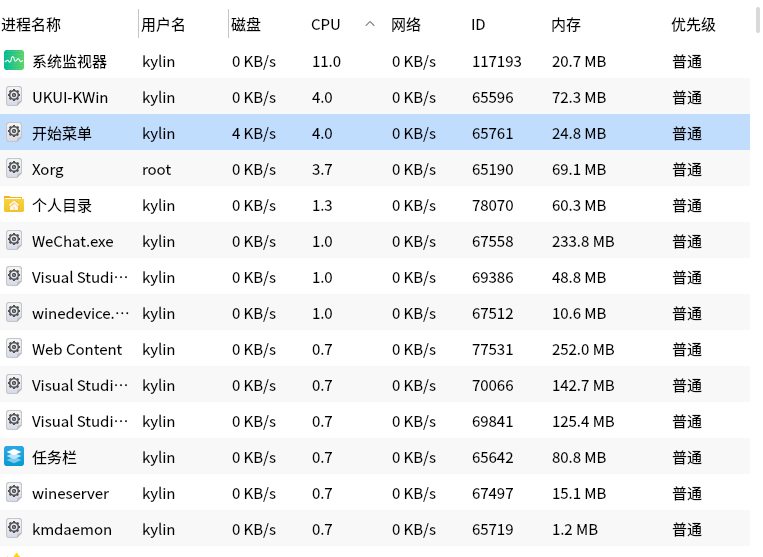 进程名称 用户名 磁盘 CPU 网络 ID 内存 优先级
系统监视器 kylin 0 KB/s 11.0 0 KB/s 117193 20.7 MB 普通
UKUI-KWin kylin 0 KB/s 4.0 0 KB/s 65596 72.3 MB 普通
开始菜单 kylin 4 KB/s 4.0 0 KB/s 65761 24.8 MB 普通
Xorg root 0 KB/s 3.7 0 KB/s 65190 69.1 MB 普通
个人目录 kylin 0 KB/s 1.3 0 KB/s 78070 60.3 MB 普通
WeChat.exe kylin 0 KB/s 1.0 0 KB/s 67558 233.8 MB 普通
Visual Studi… kylin 0 KB/s 1.0 0 KB/s 69386 48.8 MB 普通
winedevice.… kylin 0 KB/s 1.0 0 KB/s 67512 10.6 MB 普通
Web Content kylin 0 KB/s 0.7 0 KB/s 77531 252.0 MB 普通
Visual Studi… kylin 0 KB/s 0.7 0 KB/s 70066 142.7 MB 普通
Visual Studi… kylin 0 KB/s 0.7 0 KB/s 69841 125.4 MB 普通
任务栏 kylin 0 KB/s 0.7 0 KB/s 65642 80.8 MB 普通
wineserver kylin 0 KB/s 0.7 0 KB/s 67497 15.1 MB 普通
kmdaemon kylin 0 KB/s 0.7 0 KB/s 65719 1.2 MB 普通